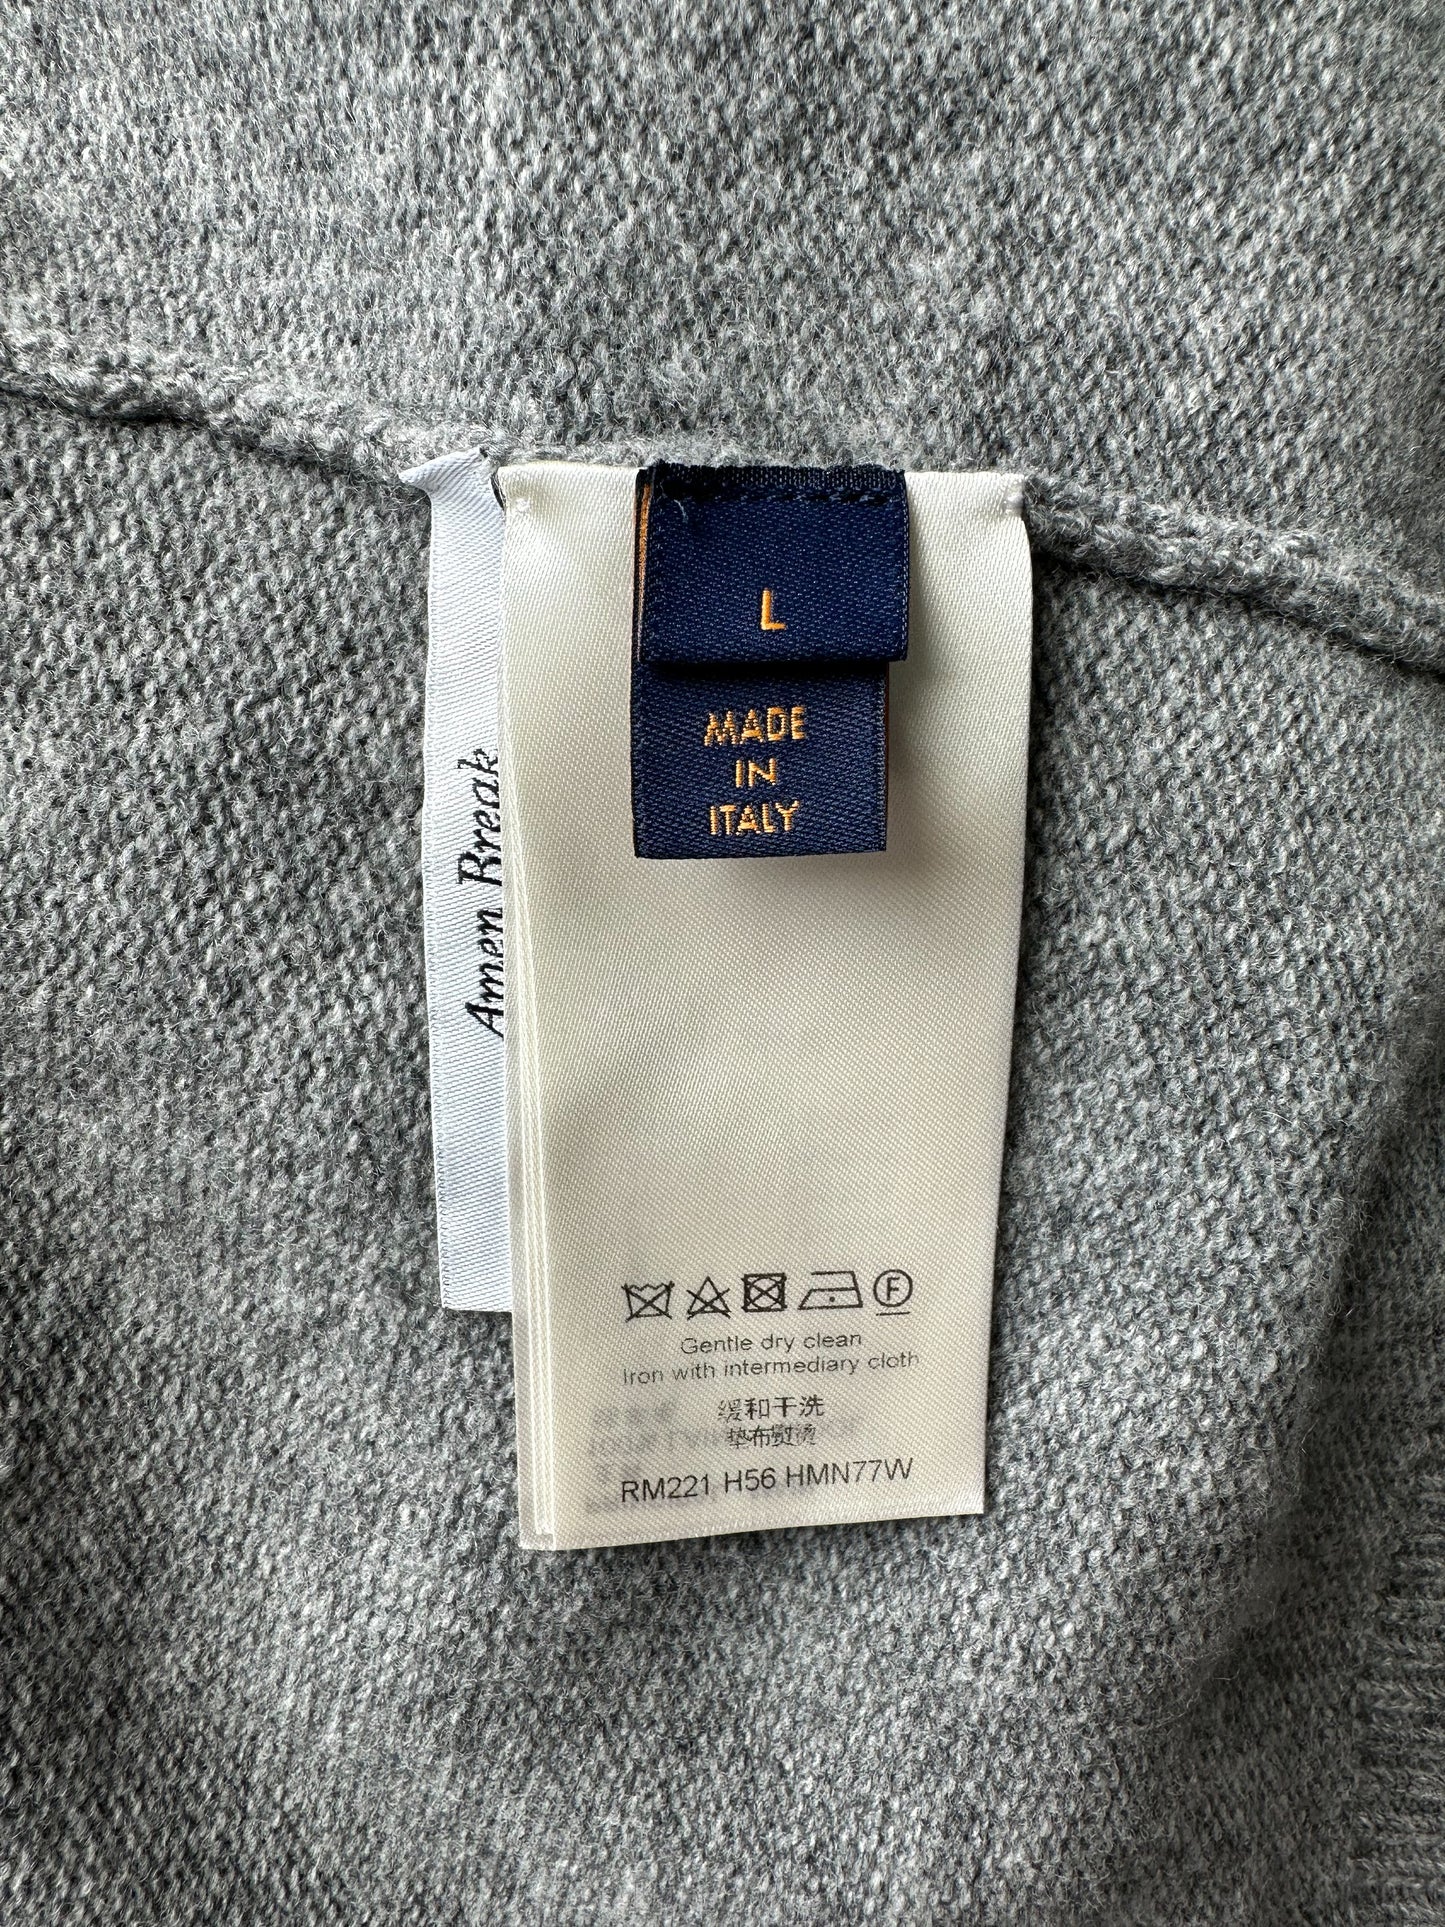 L
MADE
IN
ITALY
Amen Break
Gentle dry clean
Iron with intermediary cloth
缓和干洗
垫布熨烫
RM221 H56 HMN77W